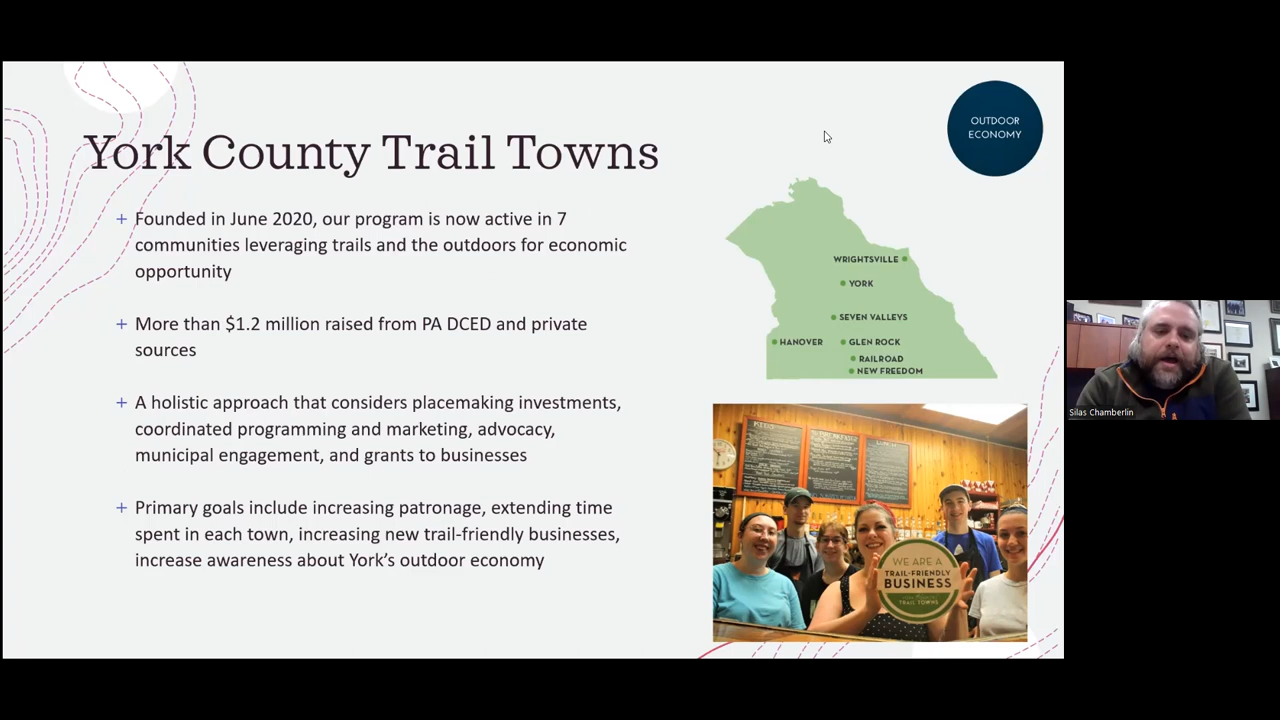 York County Trail Towns
+ Founded in June 2020, our program is now active in 7
communities leveraging trails and the outdoors for economic
opportunity
+ More than $1.2 million raised from PA DCED and private
sources
+ A holistic approach that considers placemaking investments,
coordinated programming and marketing, advocacy,
municipal engagement, and grants to businesses
+ Primary goals include increasing patronage, extending time
spent in each town, increasing new trail-friendly businesses,
increase awareness about York’s outdoor economy
OUTDOOR
ECONOMY
WRIGHTSVILLE
YORK
SEVEN VALLEYS
HANOVER
GLEN ROCK
RAILROAD
NEW FREEDOM
WE ARE A
TRAIL-FRIENDLY
BUSINESS
TRAIL TOWNS
Silas Chamberlin